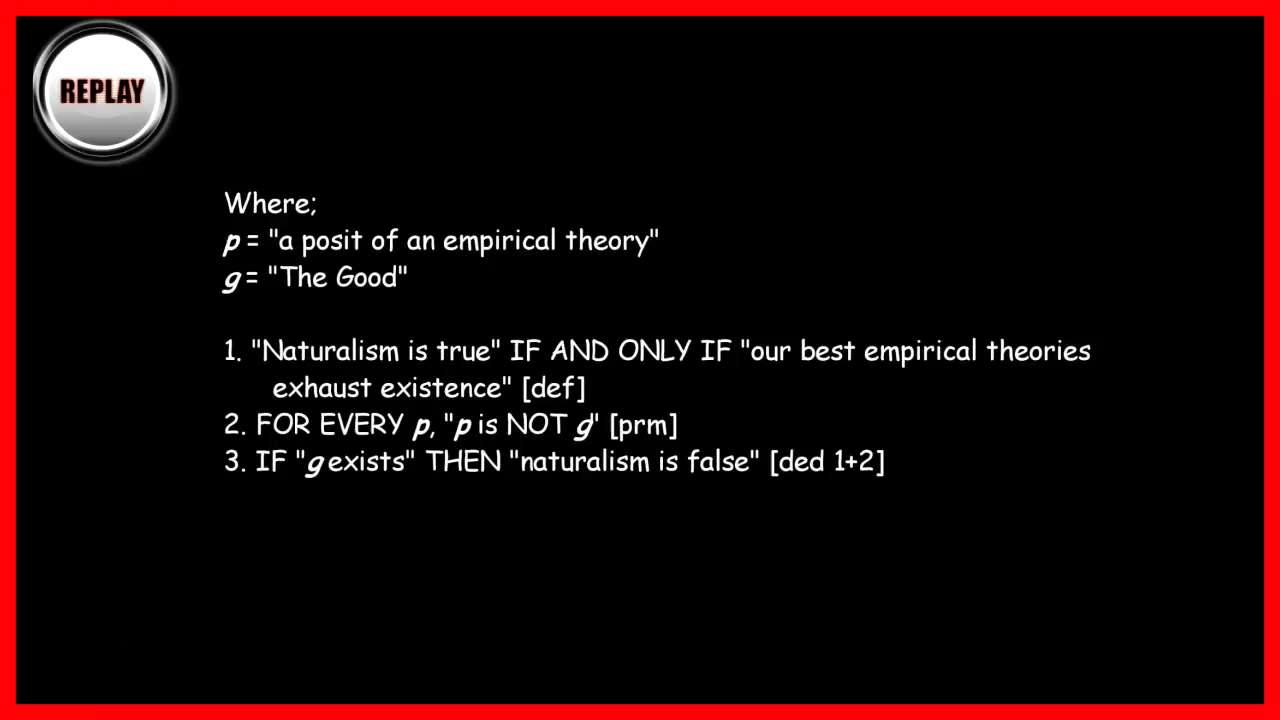 REPLAY
Where;
p = "a posit of an empirical theory"
g = "The Good"
1. "Naturalism is true" IF AND ONLY IF "our best empirical theories
exhaust existence" [def]
2. FOR EVERY p, "p is NOT g' [prm]
3. IF "g exists" THEN "naturalism is false" [ded 1+2]